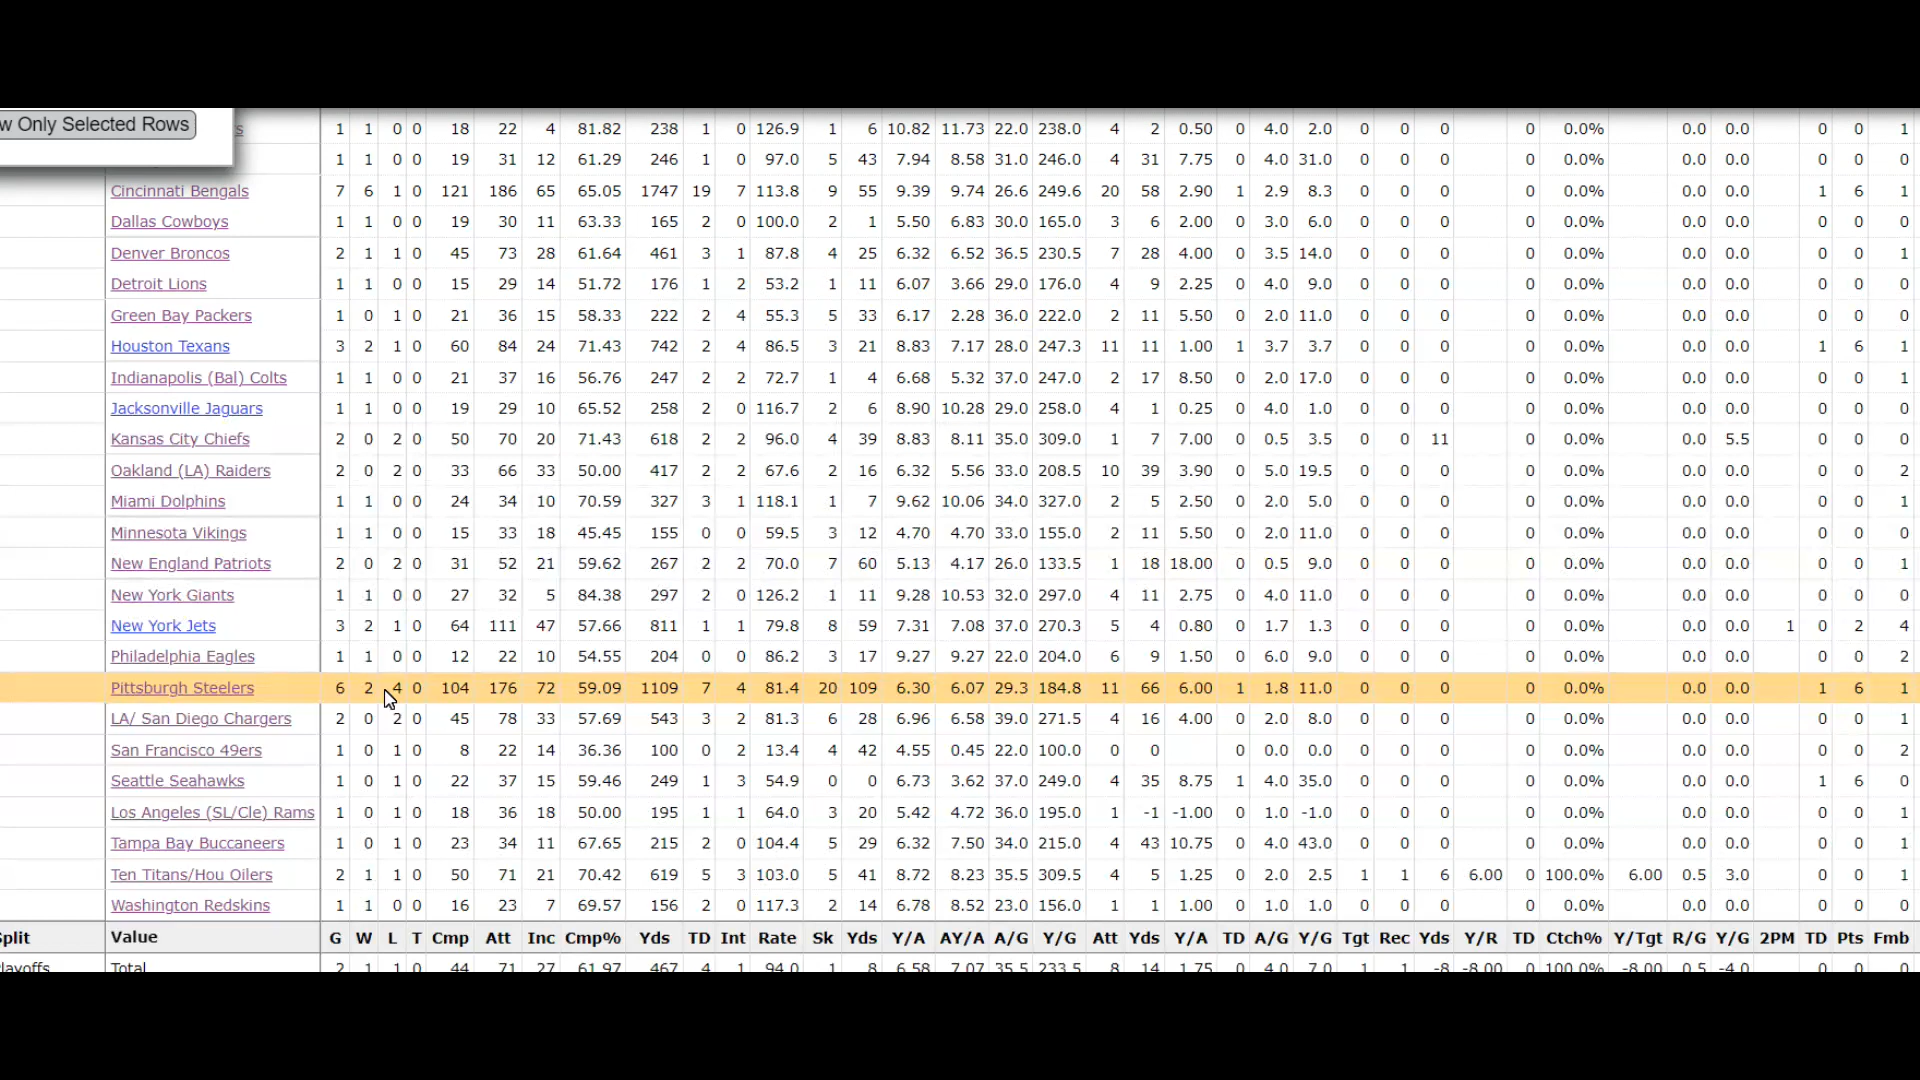 w Only Selected Rows
s 1 1 0 0 18 22 4 81.82 238 1 0 126.9 1 6 10.82 11.73 22.0 238.0 4 2 0.50 0 4.0 2.0 0 0 0 0 0.0% 0.0 0.0 0 0 1
1 1 0 0 19 31 12 61.29 246 1 0 97.0 5 43 7.94 8.58 31.0 246.0 4 31 7.75 0 4.0 31.0 0 0 0 0 0.0% 0.0 0.0 0 0 0
Cincinnati Bengals 7 6 1 0 121 186 65 65.05 1747 19 7 113.8 9 55 9.39 9.74 26.6 249.6 20 58 2.90 1 2.9 8.3 0 0 0 0 0.0% 0.0 0.0 1 6 1
Dallas Cowboys 1 1 0 0 19 30 11 63.33 165 2 0 100.0 2 1 5.50 6.83 30.0 165.0 3 6 2.00 0 3.0 6.0 0 0 0 0 0.0% 0.0 0.0 0 0 0
Denver Broncos 2 1 1 0 45 73 28 61.64 461 3 1 87.8 4 25 6.32 6.52 36.5 230.5 7 28 4.00 0 3.5 14.0 0 0 0 0 0.0% 0.0 0.0 0 0 1
Detroit Lions 1 1 0 0 15 29 14 51.72 176 1 2 53.2 1 11 6.07 3.66 29.0 176.0 4 9 2.25 0 4.0 9.0 0 0 0 0 0.0% 0.0 0.0 0 0 0
Green Bay Packers 1 0 1 0 21 36 15 58.33 222 2 4 55.3 5 33 6.17 2.28 36.0 222.0 2 11 5.50 0 2.0 11.0 0 0 0 0 0.0% 0.0 0.0 0 0 0
Houston Texans 3 2 1 0 60 84 24 71.43 742 2 4 86.5 3 21 8.83 7.17 28.0 247.3 11 11 1.00 1 3.7 3.7 0 0 0 0 0.0% 0.0 0.0 1 6 1
Indianapolis (Bal) Colts 1 1 0 0 21 37 16 56.76 247 2 2 72.7 1 4 6.68 5.32 37.0 247.0 2 17 8.50 0 2.0 17.0 0 0 0 0 0.0% 0.0 0.0 0 0 1
Jacksonville Jaguars 1 1 0 0 19 29 10 65.52 258 2 0 116.7 2 6 8.90 10.28 29.0 258.0 4 1 0.25 0 4.0 1.0 0 0 0 0 0.0% 0.0 0.0 0 0 0
Kansas City Chiefs 2 0 2 0 50 70 20 71.43 618 2 2 96.0 4 39 8.83 8.11 35.0 309.0 1 7 7.00 0 0.5 3.5 0 0 11 0 0.0% 0.0 5.5 0 0 0
Oakland (LA) Raiders 2 0 2 0 33 66 33 50.00 417 2 2 67.6 2 16 6.32 5.56 33.0 208.5 10 39 3.90 0 5.0 19.5 0 0 0 0 0.0% 0.0 0.0 0 0 2
Miami Dolphins 1 1 0 0 24 34 10 70.59 327 3 1 118.1 1 7 9.62 10.06 34.0 327.0 2 5 2.50 0 2.0 5.0 0 0 0 0 0.0% 0.0 0.0 0 0 1
Minnesota Vikings 1 1 0 0 15 33 18 45.45 155 0 0 59.5 3 12 4.70 4.70 33.0 155.0 2 11 5.50 0 2.0 11.0 0 0 0 0 0.0% 0.0 0.0 0 0 0
New England Patriots 2 0 2 0 31 52 21 59.62 267 2 2 70.0 7 60 5.13 4.17 26.0 133.5 1 18 18.00 0 0.5 9.0 0 0 0 0 0.0% 0.0 0.0 0 0 1
New York Giants 1 1 0 0 27 32 5 84.38 297 2 0 126.2 1 11 9.28 10.53 32.0 297.0 4 11 2.75 0 4.0 11.0 0 0 0 0 0.0% 0.0 0.0 0 0 0
New York Jets 3 2 1 0 64 111 47 57.66 811 1 1 79.8 8 59 7.31 7.08 37.0 270.3 5 4 0.80 0 1.7 1.3 0 0 0 0 0.0% 0.0 0.0 1 0 2 4
Philadelphia Eagles 1 1 0 0 12 22 10 54.55 204 0 0 86.2 3 17 9.27 9.27 22.0 204.0 6 9 1.50 0 6.0 9.0 0 0 0 0 0.0% 0.0 0.0 0 0 2
Pittsburgh Steelers 6 2 4 0 104 176 72 59.09 1109 7 4 81.4 20 109 6.30 6.07 29.3 184.8 11 66 6.00 1 1.8 11.0 0 0 0 0 0.0% 0.0 0.0 1 6 1
LA/ San Diego Chargers 2 0 2 0 45 78 33 57.69 543 3 2 81.3 6 28 6.96 6.58 39.0 271.5 4 16 4.00 0 2.0 8.0 0 0 0 0 0.0% 0.0 0.0 0 0 1
San Francisco 49ers 1 0 1 0 8 22 14 36.36 100 0 2 13.4 4 42 4.55 0.45 22.0 100.0 0 0 0 0.0 0.0 0 0 0 0 0.0% 0.0 0.0 0 0 2
Seattle Seahawks 1 0 1 0 22 37 15 59.46 249 1 3 54.9 0 0 6.73 3.62 37.0 249.0 4 35 8.75 1 4.0 35.0 0 0 0 0 0.0% 0.0 0.0 1 6 0
Los Angeles (SL/Cle) Rams 1 0 1 0 18 36 18 50.00 195 1 1 64.0 3 20 5.42 4.72 36.0 195.0 1 -1 -1.00 0 1.0 -1.0 0 0 0 0 0.0% 0.0 0.0 0 0 1
Tampa Bay Buccaneers 1 0 1 0 23 34 11 67.65 215 2 0 104.4 5 29 6.32 7.50 34.0 215.0 4 43 10.75 0 4.0 43.0 0 0 0 0 0.0% 0.0 0.0 0 0 1
Ten Titans/Hou Oilers 2 1 1 0 50 71 21 70.42 619 5 3 103.0 5 41 8.72 8.23 35.5 309.5 4 5 1.25 0 2.0 2.5 1 1 6 6.00 0 100.0% 6.00 0.5 3.0 0 0 1
Washington Redskins 1 1 0 0 16 23 7 69.57 156 2 0 117.3 2 14 6.78 8.52 23.0 156.0 1 1 1.00 0 1.0 1.0 0 0 0 0 0.0% 0.0 0.0 0 0 0
Split Value G W L T Cmp Att Inc Cmp% Yds TD Int Rate Sk Yds Y/A AY/A A/G Y/G Att Yds Y/A TD A/G Y/G Tgt Rec Yds Y/R TD Ctch% Y/Tgt R/G Y/G 2PM TD Pts Fmb
layoffs Total 2 1 1 0 44 71 27 61.97 467 4 1 94.0 1 8 6.58 7.07 35.5 233.5 8 14 1.75 0 4.0 7.0 1 1 -8 -8.00 0 100.0% -8.00 0.5 -4.0 0 0 0